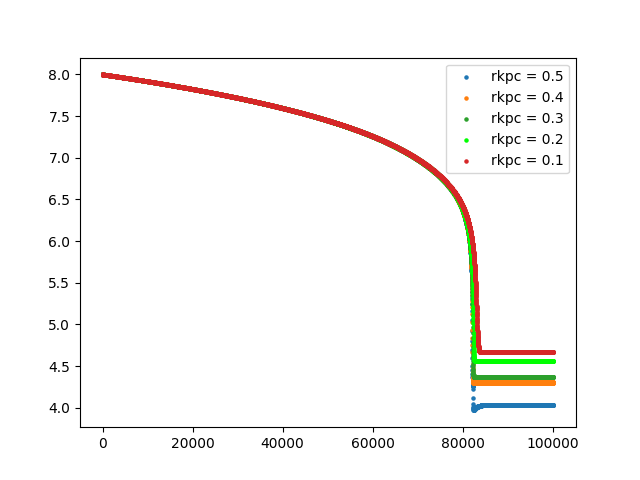 8.0
7.5
7.0
6.5
6.0
5.5
5.0
4.5
4.0
0 20000 40000 60000 80000 100000
rkpc = 0.5
rkpc = 0.4
rkpc = 0.3
rkpc = 0.2
rkpc = 0.1